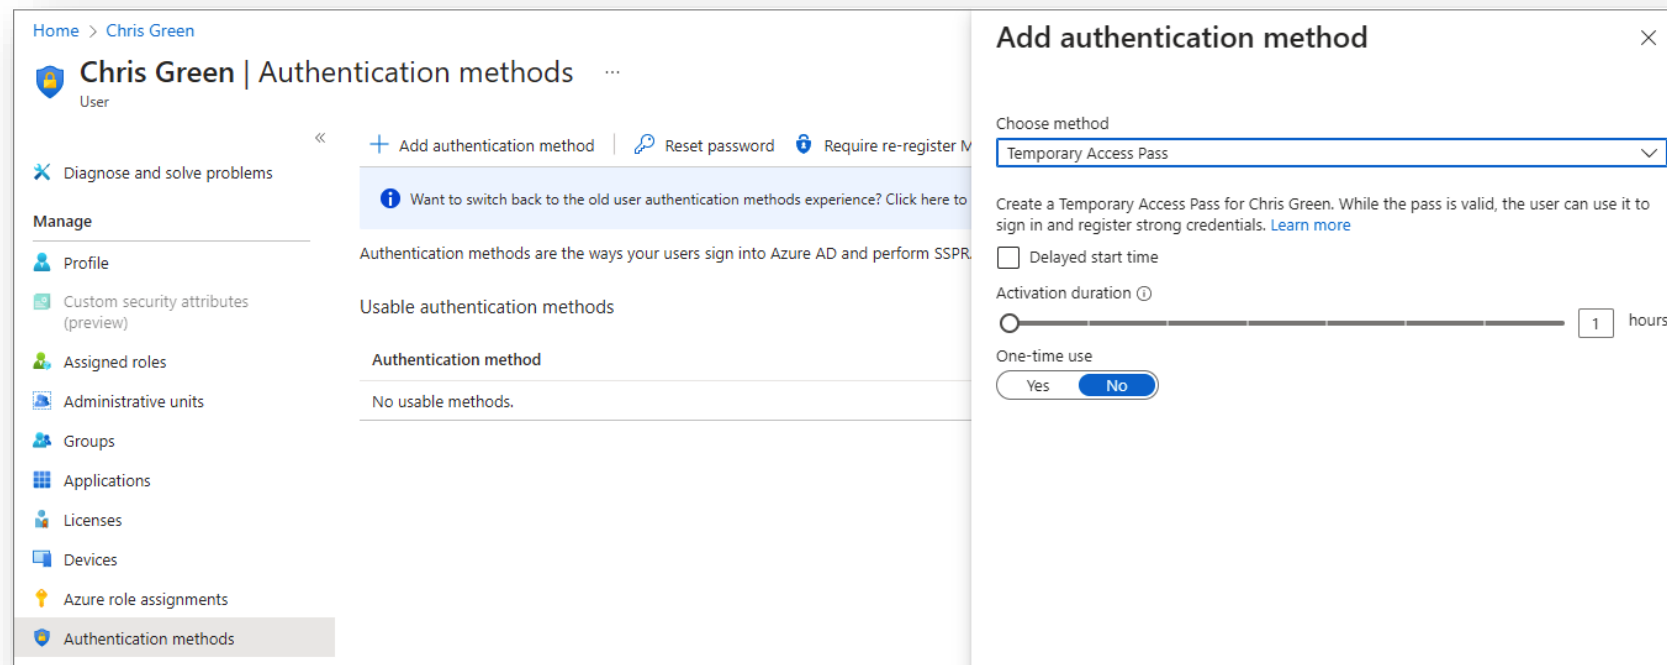 Home > Chris Green
Chris Green | Authentication methods ...
User
«
Diagnose and solve problems
Manage
Profile
Custom security attributes
(preview)
Assigned roles
Administrative units
Groups
Applications
Licenses
Devices
Azure role assignments
Authentication methods
+ Add authentication method | Reset password Require re-register M
Want to switch back to the old user authentication methods experience? Click here to
Authentication methods are the ways your users sign into Azure AD and perform SSPR.
Usable authentication methods
Authentication method
No usable methods.
Add authentication method
Choose method
Temporary Access Pass
Create a Temporary Access Pass for Chris Green. While the pass is valid, the user can use it to
sign in and register strong credentials. Learn more
Delayed start time
Activation duration
1 hours
One-time use
Yes No